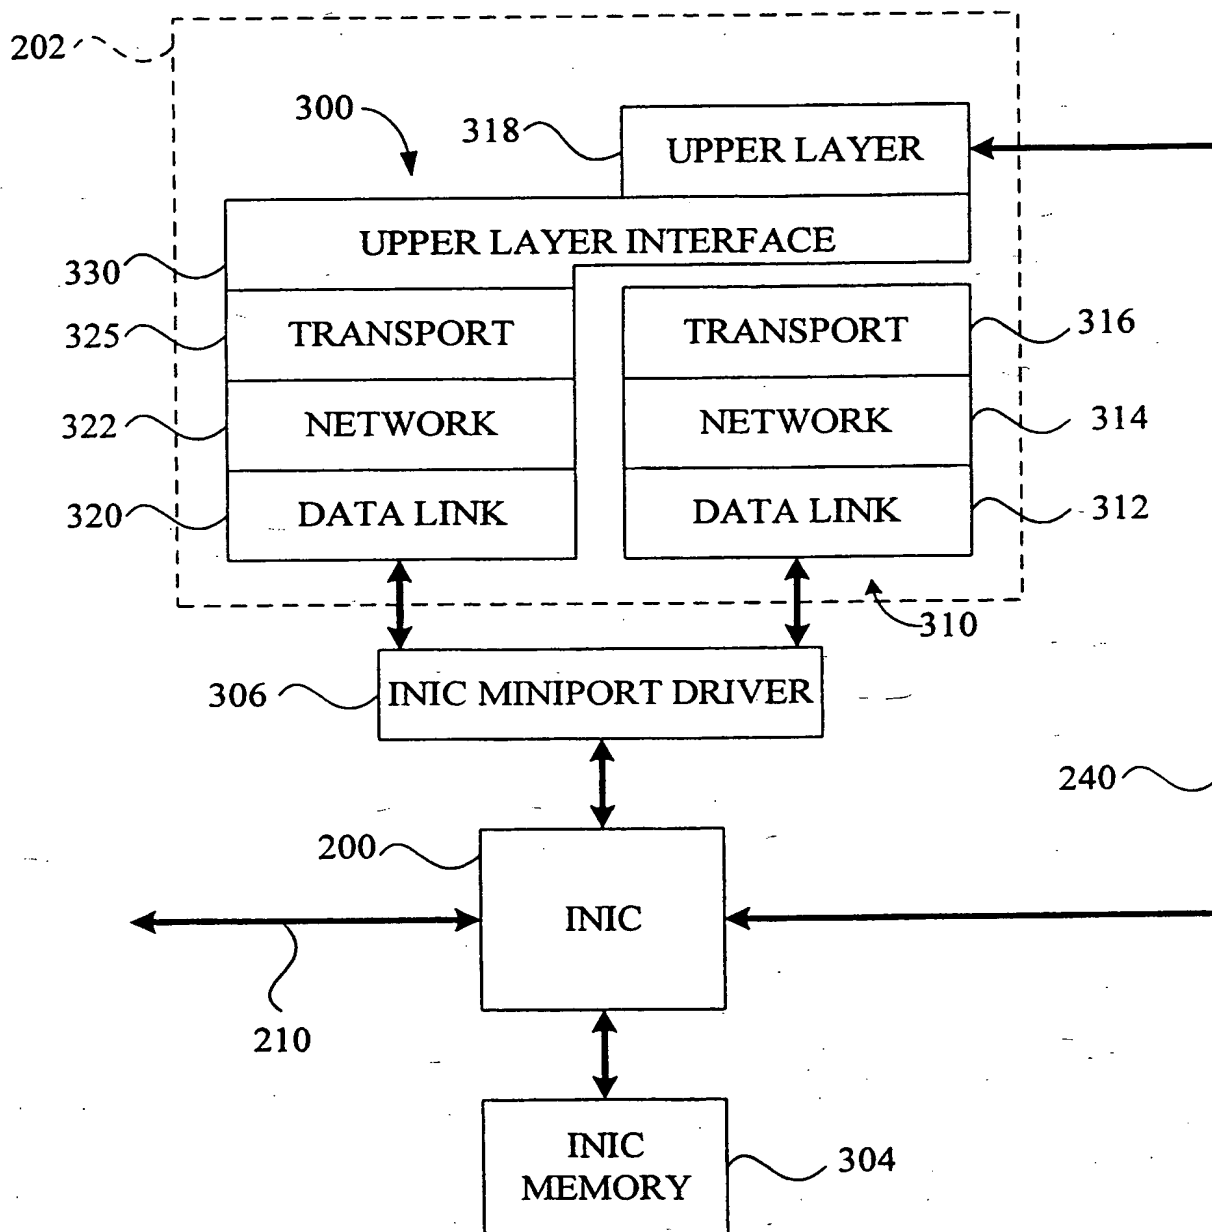 202
300
318
UPPER LAYER
UPPER LAYER INTERFACE
330
325
TRANSPORT
TRANSPORT
316
322
NETWORK
NETWORK
314
320
DATA LINK
DATA LINK
312
310
306
INIC MINIPORT DRIVER
240
200
INIC
210
INIC
MEMORY
304